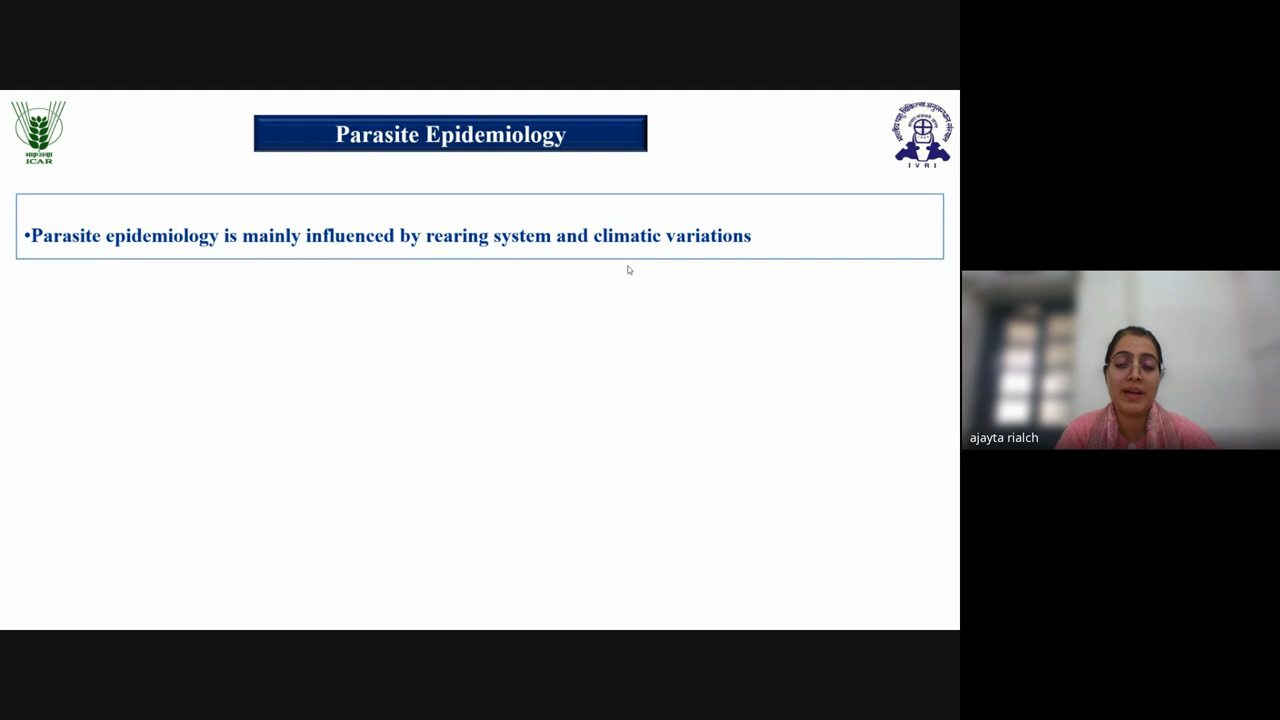 Parasite Epidemiology
ICAR
IVRI
•Parasite epidemiology is mainly influenced by rearing system and climatic variations
ajayta rialch